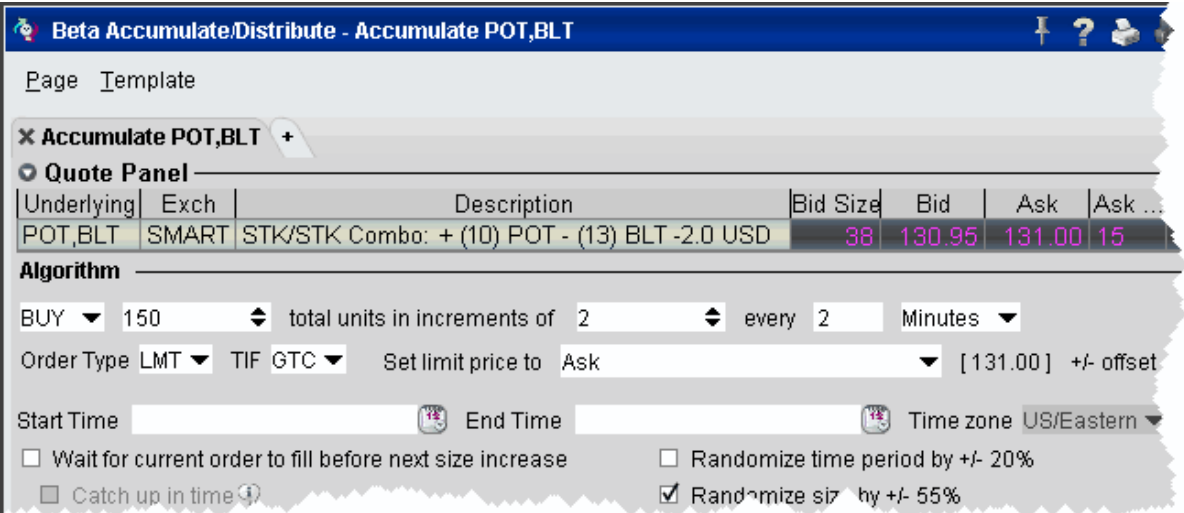 Beta Accumulate/Distribute - Accumulate POT,BLT
Page Template
Accumulate POT,BLT +
Quote Panel
Underlying Exch Description Bid Size Bid Ask Ask ...
POT,BLT SMART STK/STK Combo: + (10) POT - (13) BLT -2.0 USD 38 130.95 131.00 15
Algorithm
BUY 150 total units in increments of 2 every 2 Minutes
Order Type LMT TIF GTC Set limit price to Ask [131.00] +/- offset
Start Time End Time Time zone US/Eastern
Wait for current order to fill before next size increase Randomize time period by +/- 20%
Catch up in time Randomize size by +/- 55%